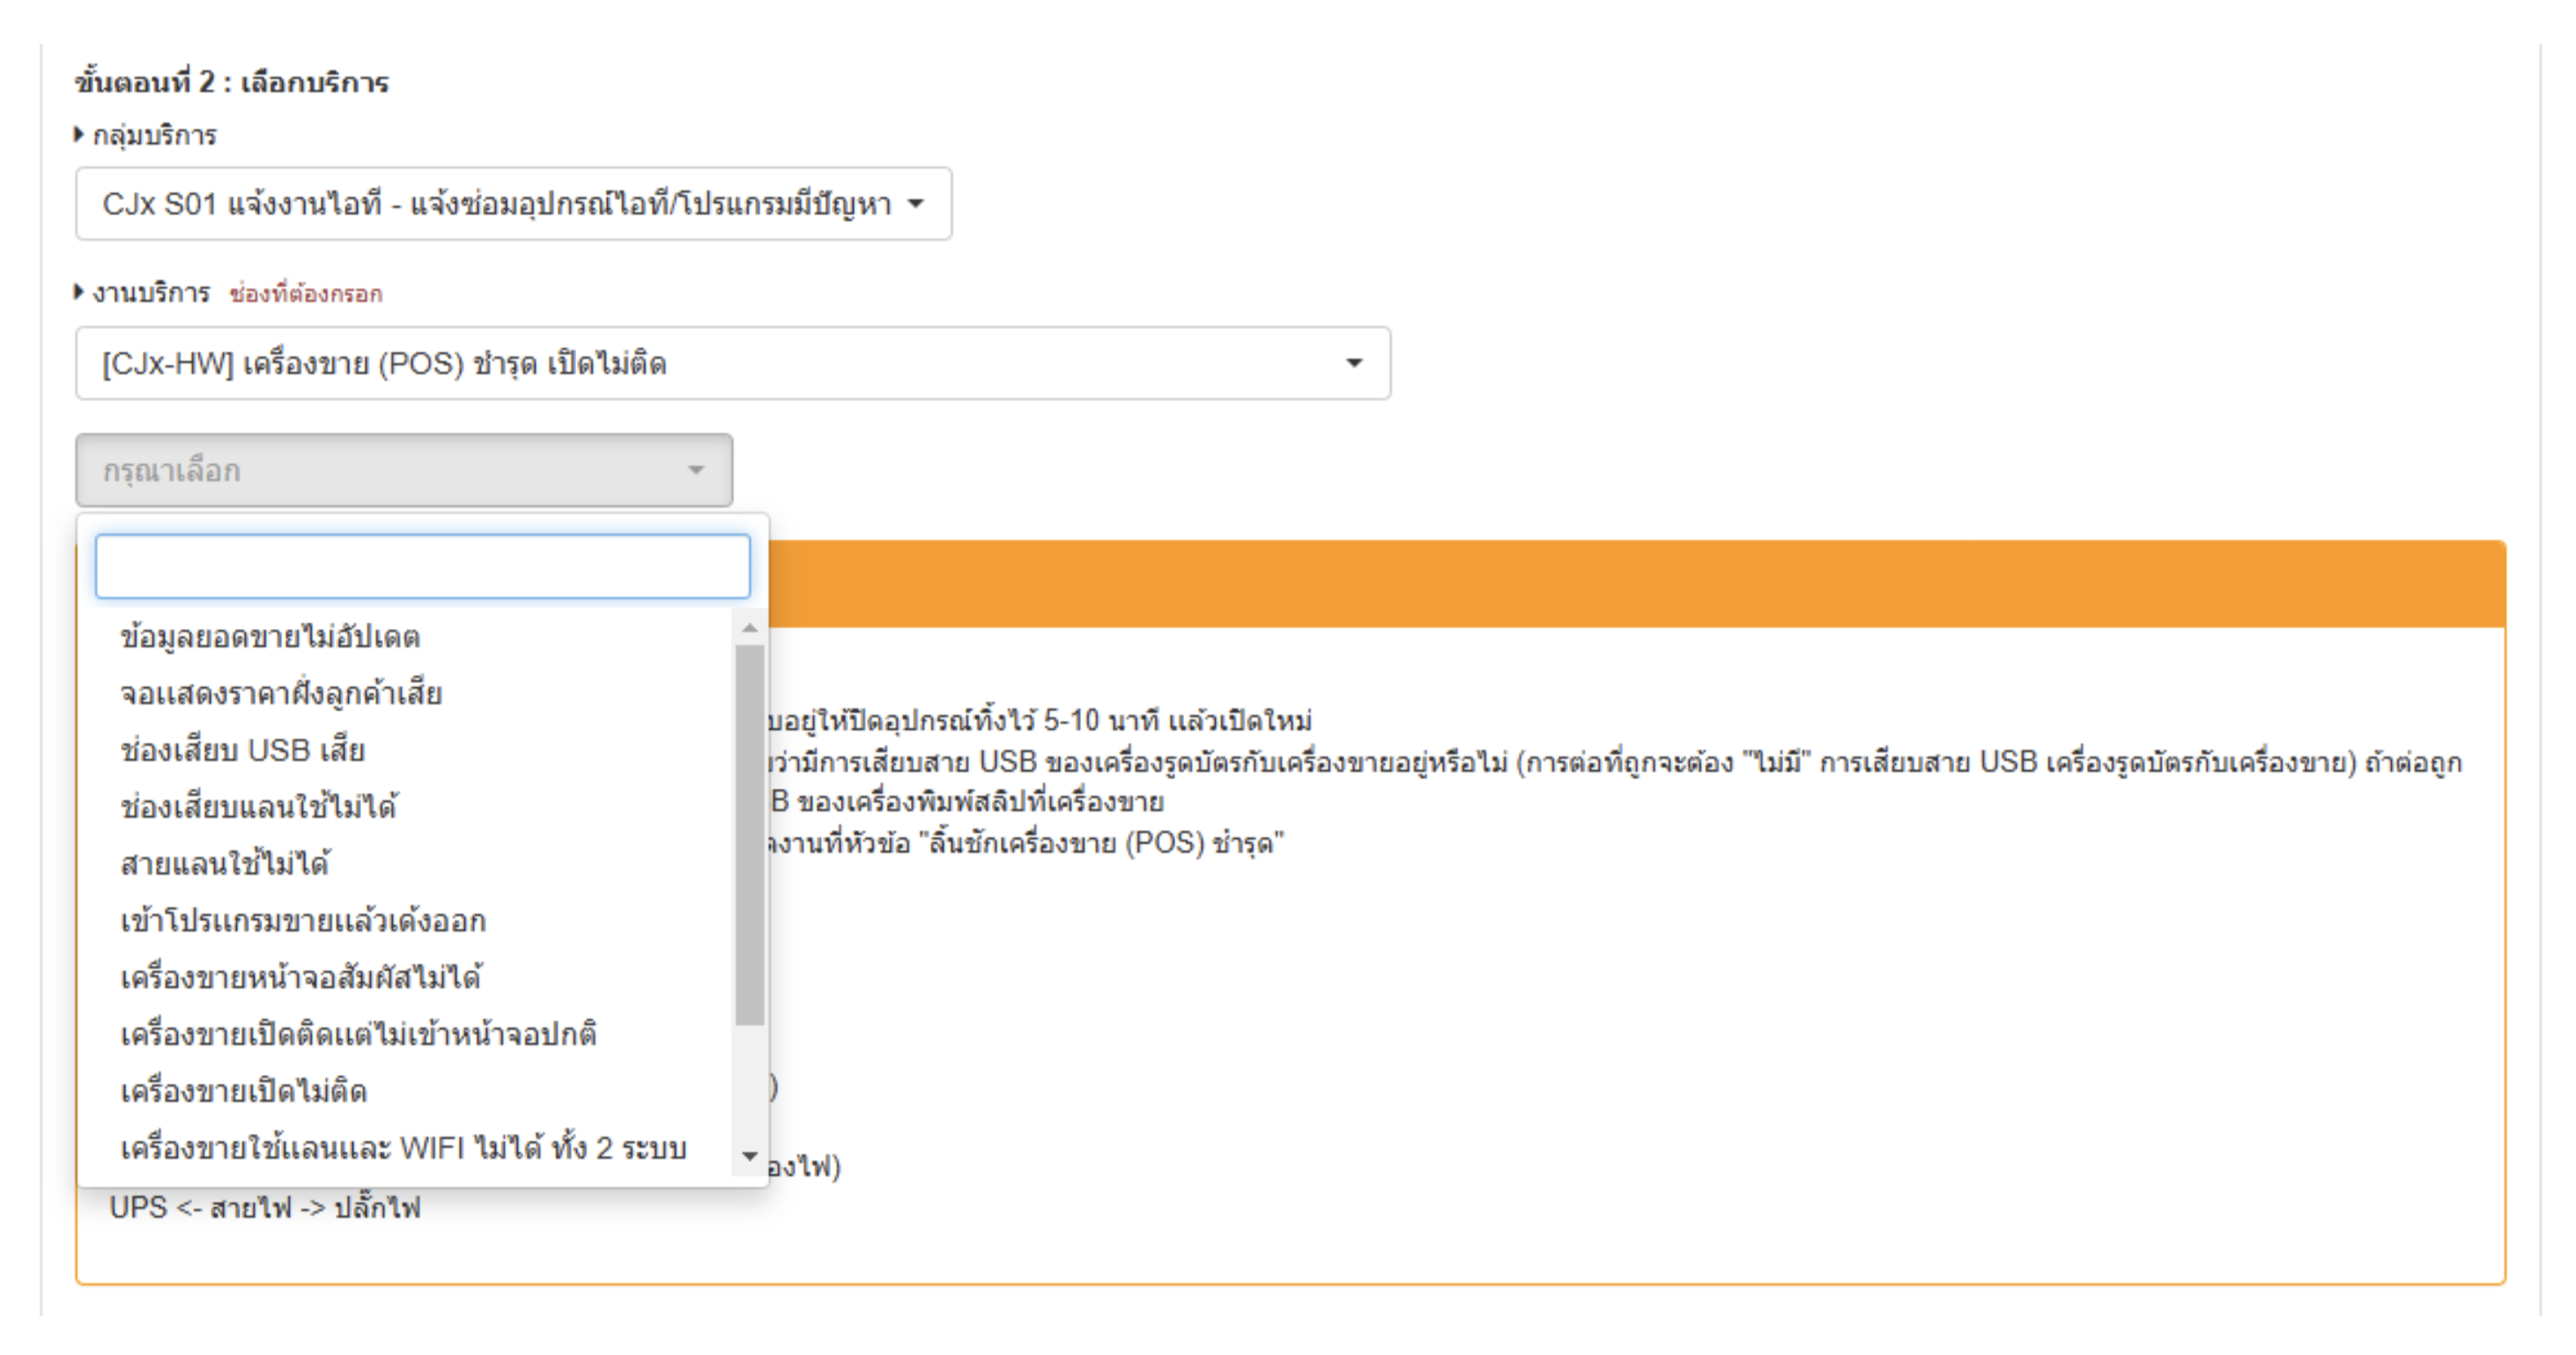 ขั้นตอนที่ 2 : เลือกบริการ
กลุ่มบริการ
CJx S01 แจ้งงานไอที - แจ้งซ่อมอุปกรณ์ไอที/โปรแกรมมีปัญหา
งานบริการ ช่องที่ต้องกรอก
[CJx-HW] เครื่องขาย (POS) ชำรุด เปิดไม่ติด
กรุณาเลือก
ข้อมูลยอดขายไม่อัปเดต
จอแสดงราคาฝั่งลูกค้าเสีย
ช่องเสียบ USB เสีย
ช่องเสียบแลนใช้ไม่ได้
สายแลนใช้ไม่ได้
เข้าโปรแกรมขายแล้วเด้งออก
เครื่องขายหน้าจอสัมผัสไม่ได้
เครื่องขายเปิดติดแต่ไม่เข้าหน้าจอปกติ
เครื่องขายเปิดไม่ติด
เครื่องขายใช้แลนและ WIFI ไม่ได้ ทั้ง 2 ระบบ
อยู่ให้ปิดอุปกรณ์ทิ้งไว้ 5-10 นาที แล้วเปิดใหม่
ว่ามีการเสียบสาย USB ของเครื่องรูดบัตรกับเครื่องขายอยู่หรือไม่ (การต่อที่ถูกจะต้อง "ไม่มี" การเสียบสาย USB เครื่องรูดบัตรกับเครื่องขาย) ถ้าต่อถูก
B ของเครื่องพิมพ์สลิปที่เครื่องขาย
งานที่หัวข้อ "ลิ้นชักเครื่องขาย (POS) ชำรุด"
)
องไฟ)
UPS <- สายไฟ -> ปลั๊กไฟ